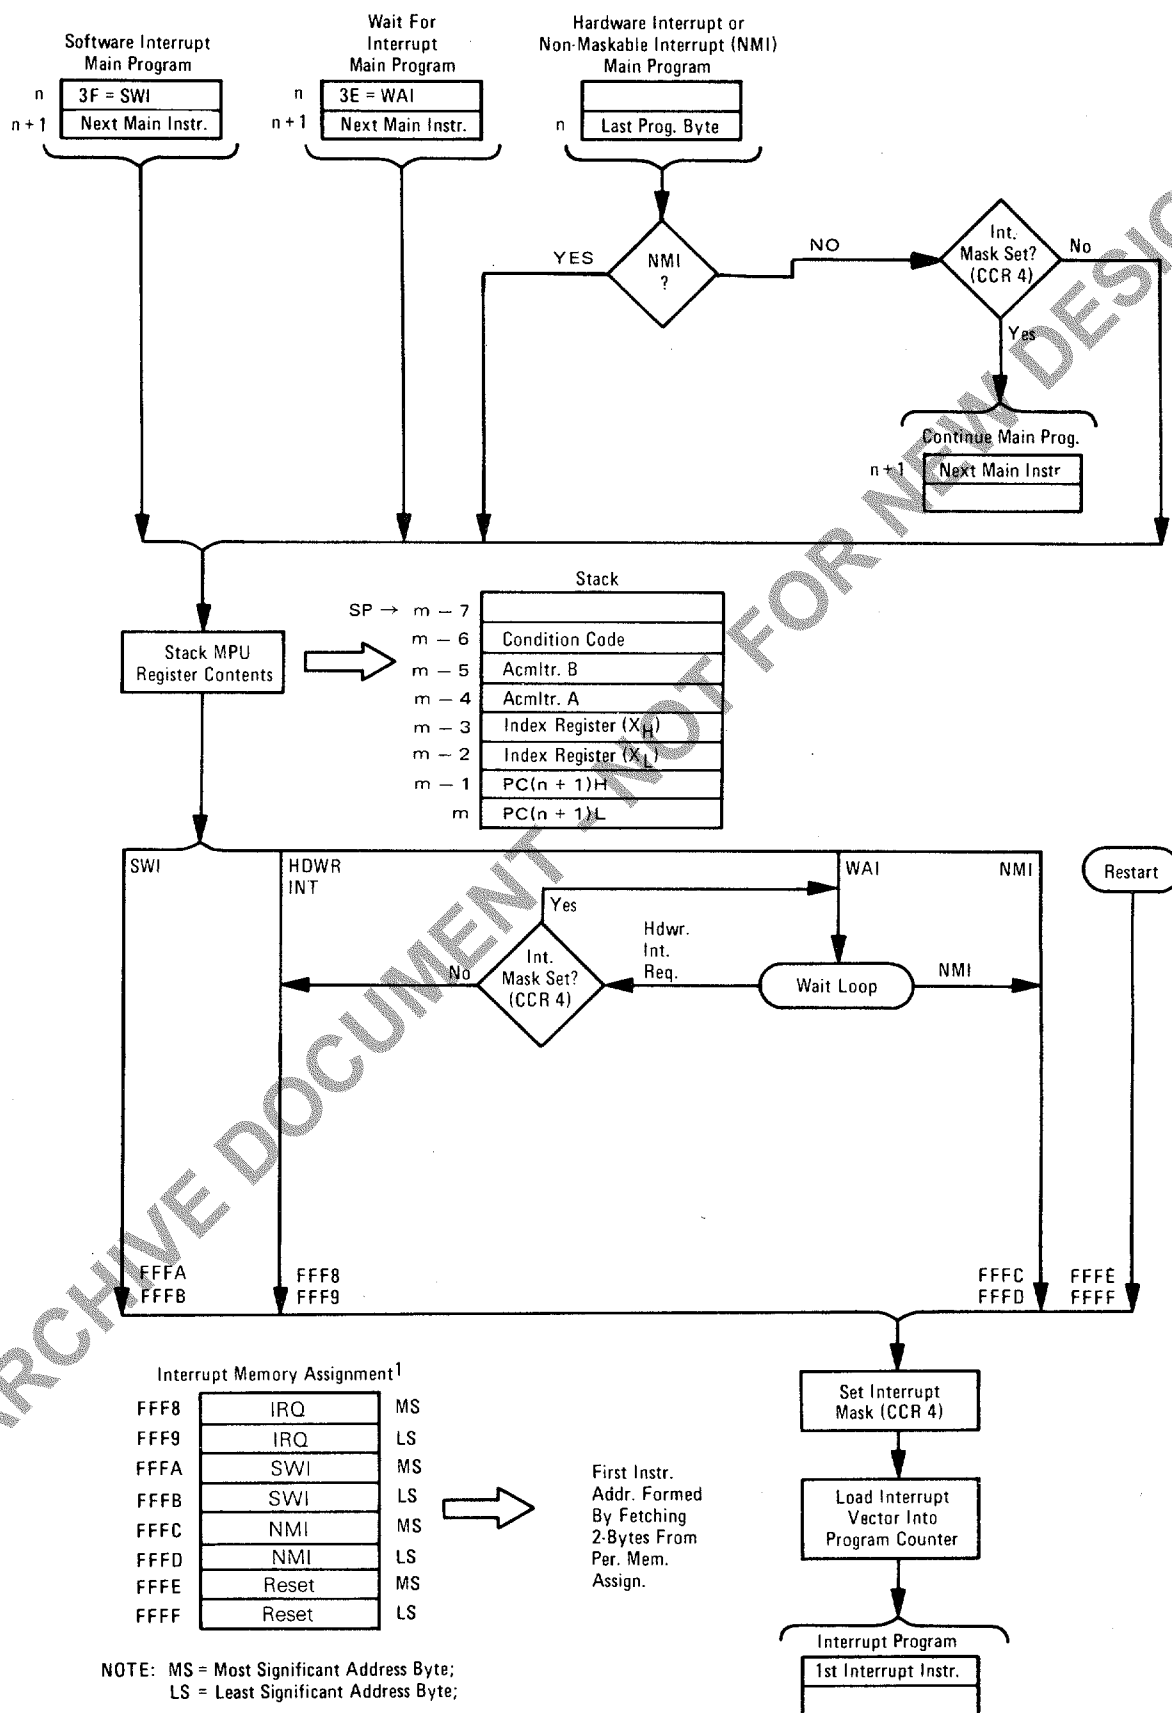 Software Interrupt
Main Program
n
3F = SWI
n + 1
Next Main Instr.
Wait For
Interrupt
Main Program
n
3E = WAI
n + 1
Next Main Instr.
Hardware Interrupt or
Non-Maskable Interrupt (NMI)
Main Program
n
Last Prog. Byte
YES
NMI
?
NO
Int.
Mask Set?
(CCR 4)
No
Yes
Continue Main Prog.
n + 1
Next Main Instr
Stack MPU
Register Contents
Stack
SP → m – 7
m – 6 Condition Code
m – 5 Acmltr. B
m – 4 Acmltr. A
m – 3 Index Register (XH)
m – 2 Index Register (XL)
m – 1 PC(n + 1)H
m PC(n + 1)L
SWI
HDWR
INT
WAI
NMI
Restart
Yes
Int.
Mask Set?
(CCR 4)
No
Hdwr.
Int.
Req.
Wait Loop
NMI
FFFA
FFFB
FFF8
FFF9
FFFC
FFFD
FFFE
FFFF
Interrupt Memory Assignment1
FFF8 IRQ MS
FFF9 IRQ LS
FFFA SWI MS
FFFB SWI LS
FFFC NMI MS
FFFD NMI LS
FFFE Reset MS
FFFF Reset LS
First Instr.
Addr. Formed
By Fetching
2-Bytes From
Per. Mem.
Assign.
Set Interrupt
Mask (CCR 4)
Load Interrupt
Vector Into
Program Counter
Interrupt Program
1st Interrupt Instr.
NOTE: MS = Most Significant Address Byte;
LS = Least Significant Address Byte;
ARCHIVE DOCUMENT - NOT FOR NEW DESIG